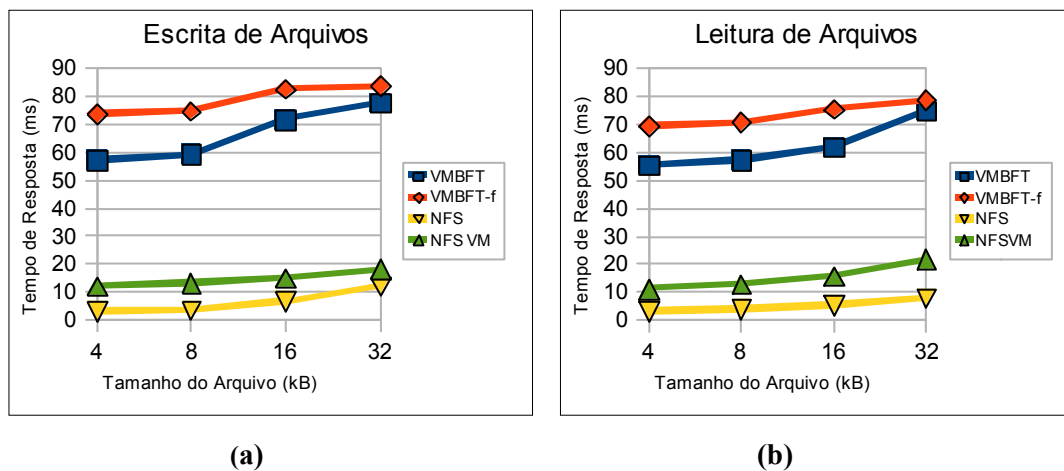 Escrita de Arquivos
Tempo de Resposta (ms)
90
80
70
60
50
40
30
20
10
0
4 8 16 32
Tamanho do Arquivo (kB)
VMBFT
VMBFT-f
NFS
NFS VM
(a)
Leitura de Arquivos
Tempo de Resposta (ms)
90
80
70
60
50
40
30
20
10
0
4 8 16 32
Tamanho do Arquivo (kB)
VMBFT
VMBFT-f
NFS
NFSVM
(b)